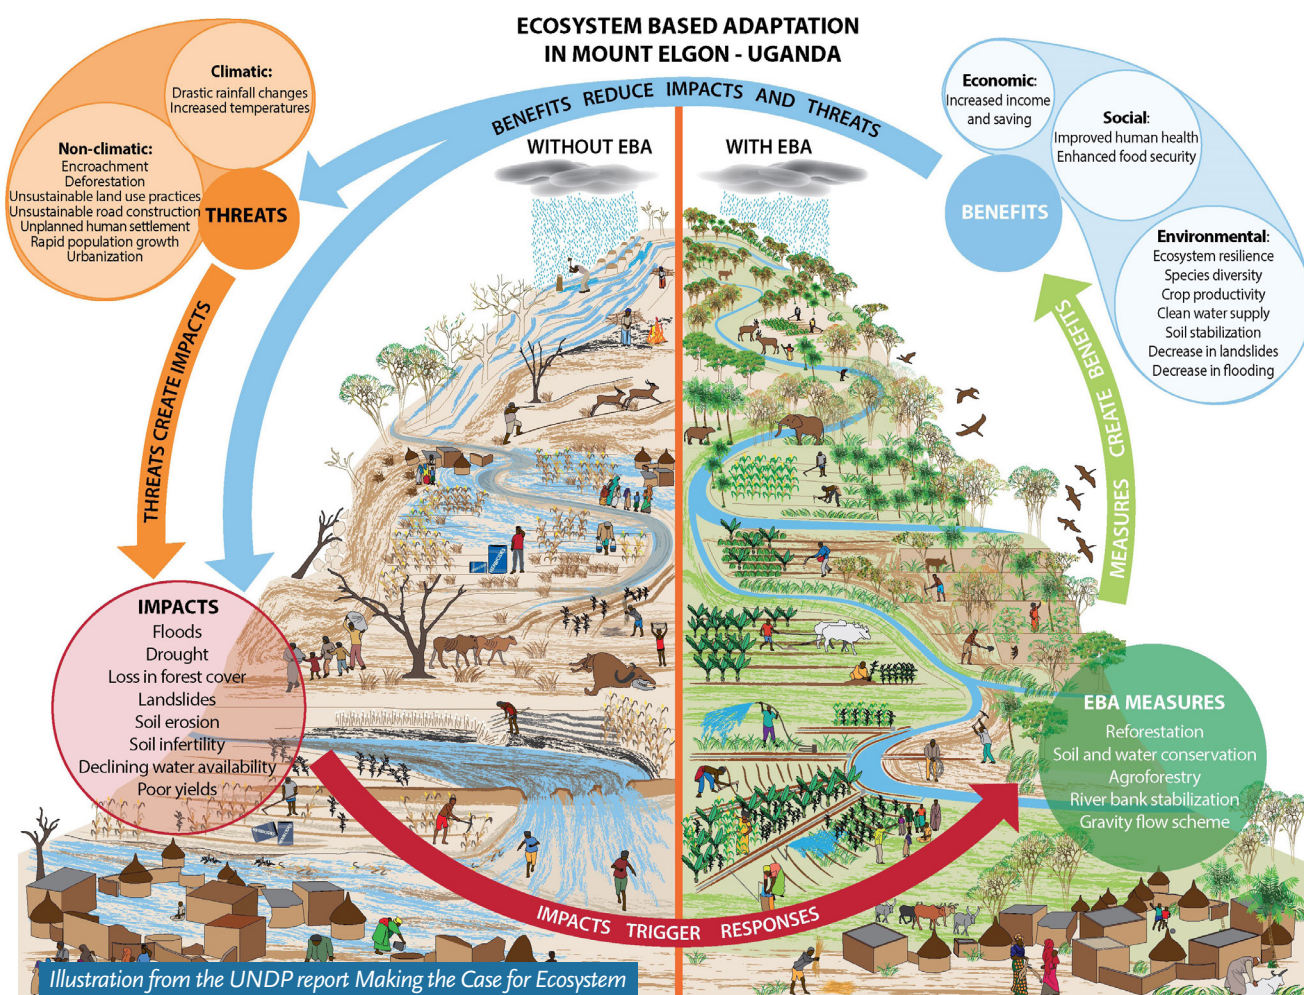 ECOSYSTEM BASED ADAPTATION
IN MOUNT ELGON - UGANDA
Climatic:
Drastic rainfall changes
Increased temperatures
Non-climatic:
Encroachment
Deforestation
Unsustainable land use practices
Unsustainable road construction
Unplanned human settlement
Rapid population growth
Urbanization
THREATS
BENEFITS REDUCE IMPACTS AND THREATS
WITHOUT EBA
WITH EBA
Economic:
Increased income
and saving
Social:
Improved human health
Enhanced food security
BENEFITS
Environmental:
Ecosystem resilience
Species diversity
Crop productivity
Clean water supply
Soil stabilization
Decrease in landslides
Decrease in flooding
THREATS CREATE IMPACTS
MEASURES CREATE BENEFITS
IMPACTS
Floods
Drought
Loss in forest cover
Landslides
Soil erosion
Soil infertility
Declining water availability
Poor yields
EBA MEASURES
Reforestation
Soil and water conservation
Agroforestry
River bank stabilization
Gravity flow scheme
IMPACTS TRIGGER RESPONSES
Illustration from the UNDP report Making the Case for Ecosystem